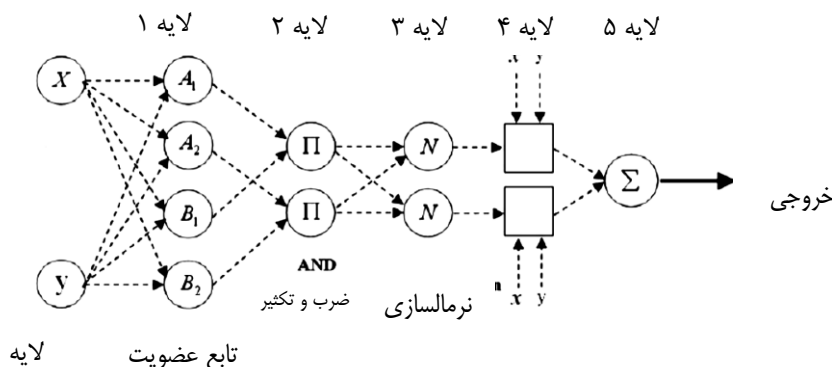 لایه ۱ لایه ۲ لایه ۳ لایه ۴ لایه ۵
x y
X A1
A2 Π N
B1 Π N Σ خروجی
y B2
AND
ضرب و تکثیر نرمالسازی x y
لایه تابع عضویت